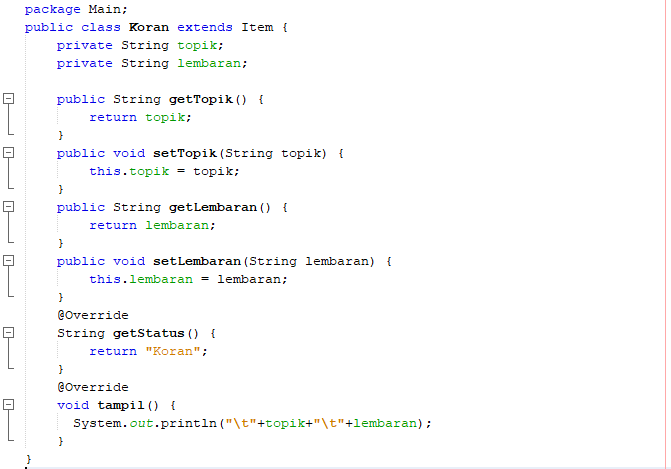 package Main;
public class Koran extends Item {
    private String topik;
    private String lembaran;

    public String getTopik() {
        return topik;
    }
    public void setTopik(String topik) {
        this.topik = topik;
    }
    public String getLembaran() {
        return lembaran;
    }
    public void setLembaran(String lembaran) {
        this.lembaran = lembaran;
    }
    @Override
    String getStatus() {
        return "Koran";
    }
    @Override
    void tampil() {
      System.out.println("\t"+topik+"\t"+lembaran);
    }
}